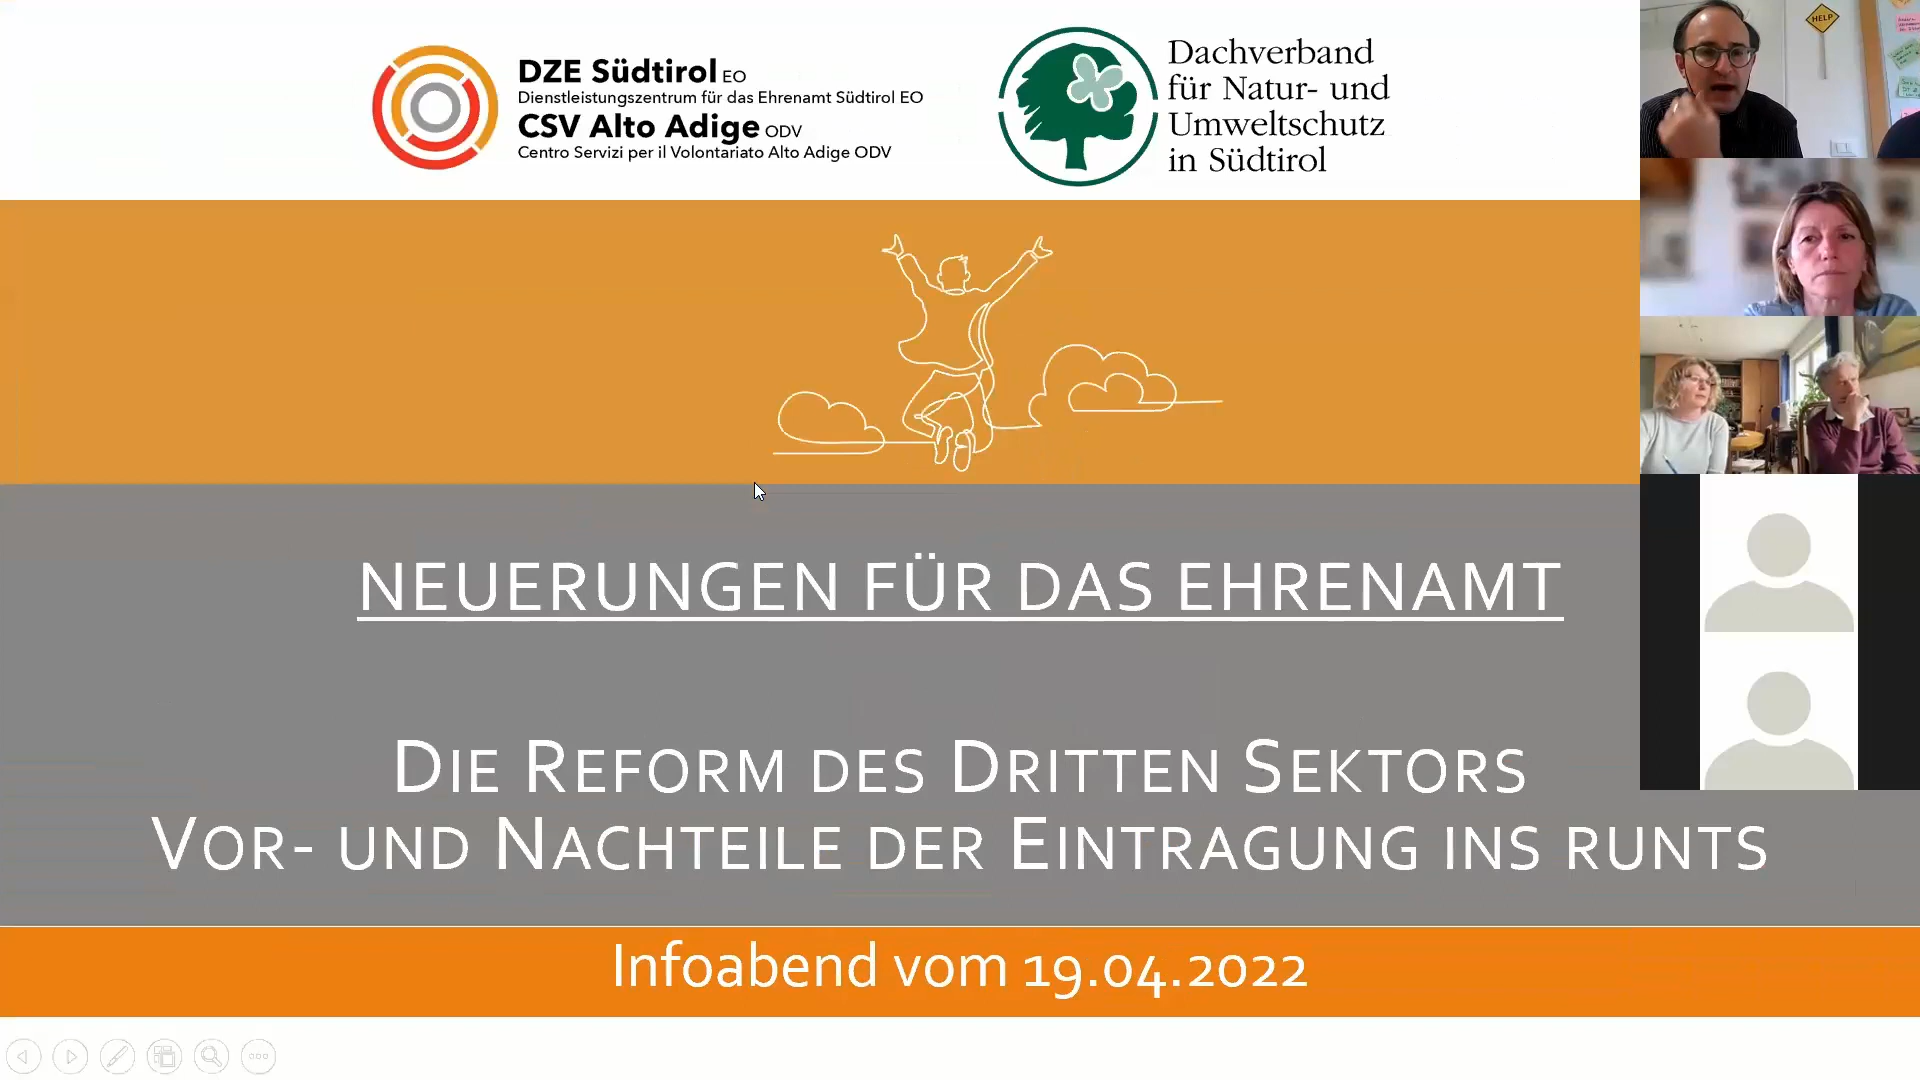 DZE Südtirol EO
Dienstleistungszentrum für das Ehrenamt Südtirol EO
CSV Alto Adige ODV
Centro Servizi per il Volontariato Alto Adige ODV
Dachverband
für Natur- und
Umweltschutz
in Südtirol
HELP
NEUERUNGEN FÜR DAS EHRENAMT
DIE REFORM DES DRITTEN SEKTORS
VOR- UND NACHTEILE DER EINTRAGUNG INS RUNTS
Infoabend vom 19.04.2022